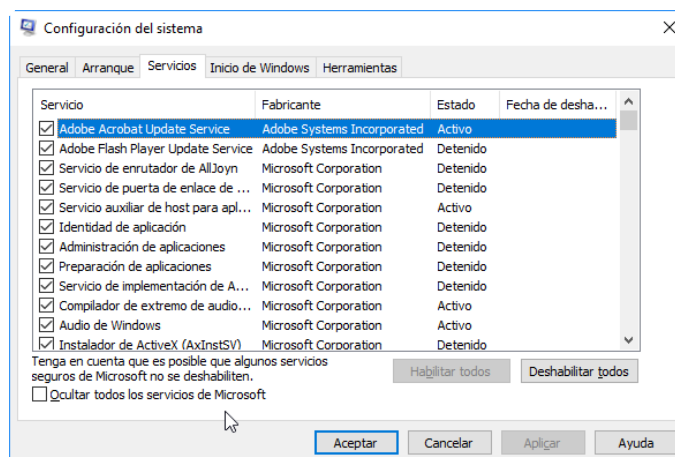 Configuración del sistema
General Arranque Servicios Inicio de Windows Herramientas
Servicio Fabricante Estado Fecha de desha...
Adobe Acrobat Update Service Adobe Systems Incorporated Activo
Adobe Flash Player Update Service Adobe Systems Incorporated Detenido
Servicio de enrutador de AllJoyn Microsoft Corporation Detenido
Servicio de puerta de enlace de ... Microsoft Corporation Detenido
Servicio auxiliar de host para apl... Microsoft Corporation Activo
Identidad de aplicación Microsoft Corporation Detenido
Administración de aplicaciones Microsoft Corporation Detenido
Preparación de aplicaciones Microsoft Corporation Detenido
Servicio de implementación de A... Microsoft Corporation Detenido
Compilador de extremo de audio... Microsoft Corporation Activo
Audio de Windows Microsoft Corporation Activo
Instalador de ActiveX (AxInstSV) Microsoft Corporation Detenido
Tenga en cuenta que es posible que algunos servicios
seguros de Microsoft no se deshabiliten.
Habilitar todos Deshabilitar todos
Ocultar todos los servicios de Microsoft
Aceptar Cancelar Aplicar Ayuda